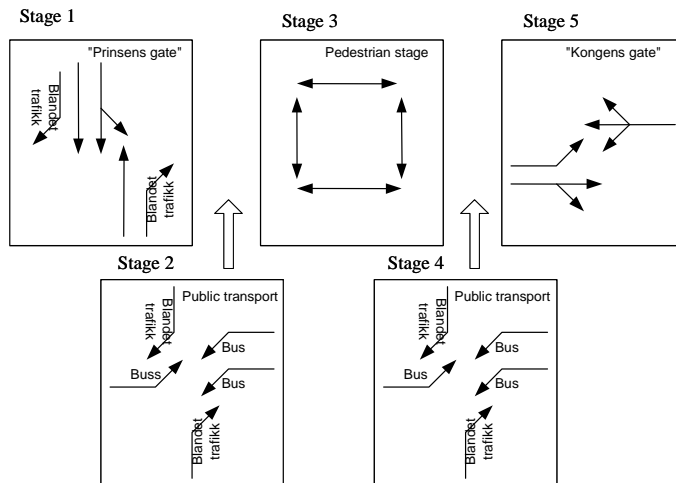 Stage 1
Stage 3
Stage 5
"Prinsens gate"
Blandet
trafikk
Blandet
trafikk
Pedestrian stage
"Kongens gate"
Stage 2
Stage 4
Public transport
Blandet
trafikk
Buss
Bus
Bus
Blandet
trafikk
Public transport
Blandet
trafikk
Bus
Bus
Bus
Blandet
trafikk